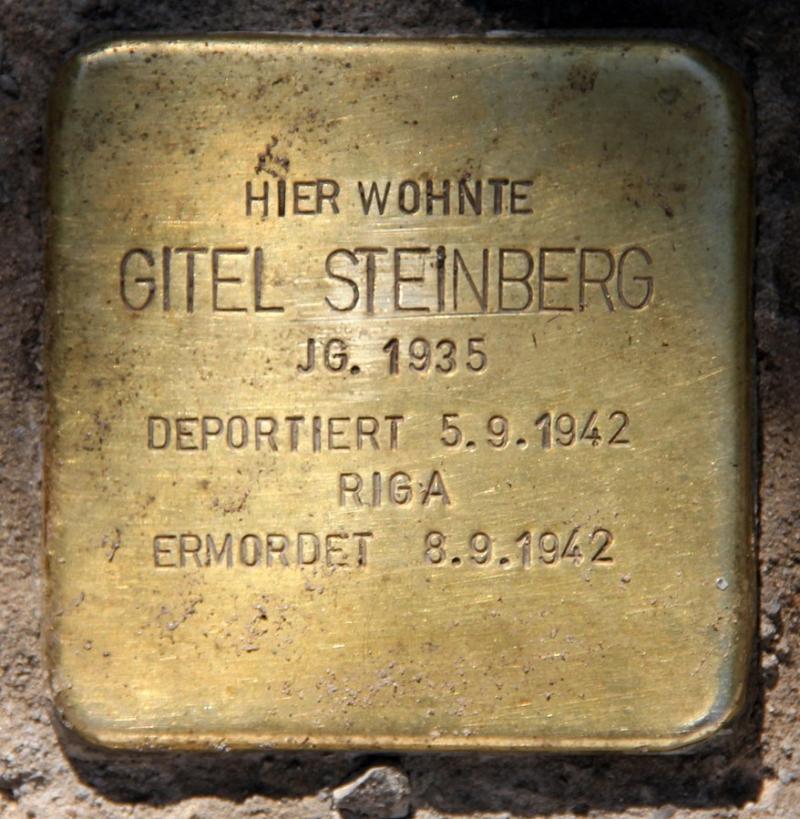 HIER WOHNTE
GITEL STEINBERG
JG. 1935
DEPORTIERT 5.9.1942
RIGA
ERMORDET 8.9.1942